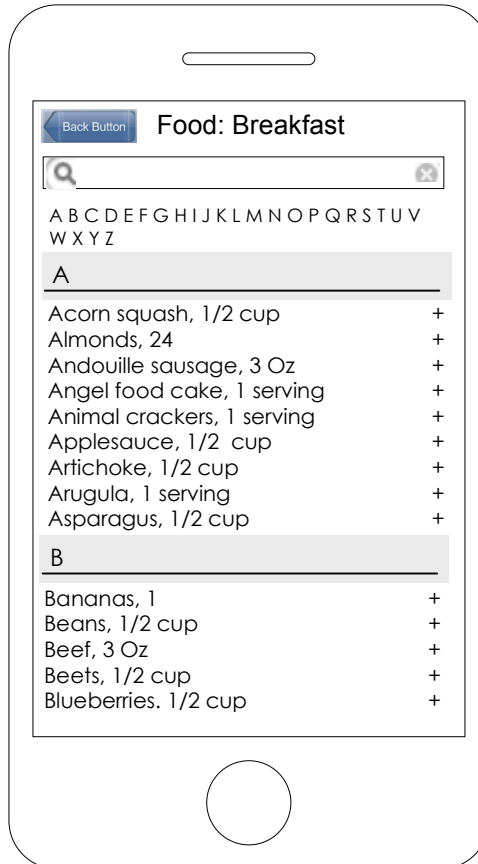 Back Button
Food: Breakfast
A B C D E F G H I J K L M N O P Q R S T U V
W X Y Z
A
Acorn squash, 1/2 cup +
Almonds, 24 +
Andouille sausage, 3 Oz +
Angel food cake, 1 serving +
Animal crackers, 1 serving +
Applesauce, 1/2 cup +
Artichoke, 1/2 cup +
Arugula, 1 serving +
Asparagus, 1/2 cup +
B
Bananas, 1 +
Beans, 1/2 cup +
Beef, 3 Oz +
Beets, 1/2 cup +
Blueberries. 1/2 cup +